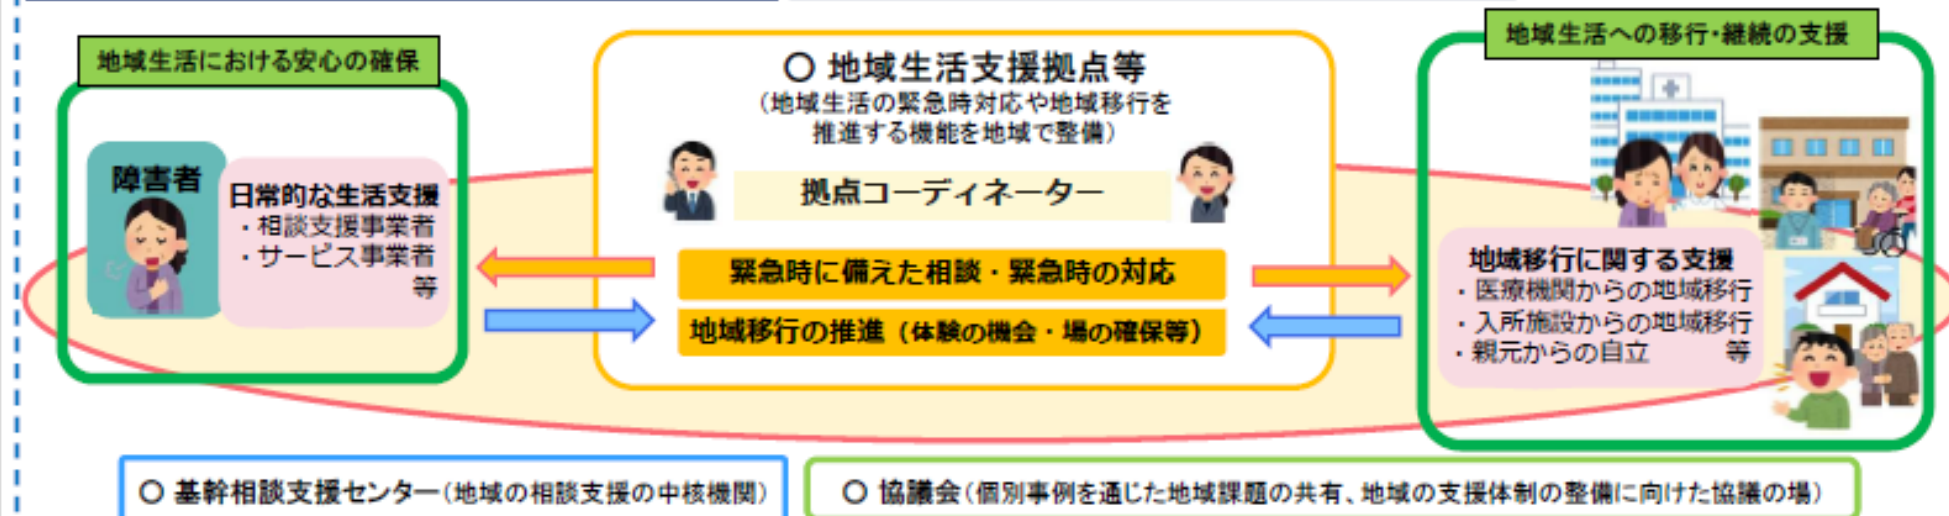 地域生活における安心の確保
障害者
日常的な生活支援
・相談支援事業者
・サービス事業者
等
〇 地域生活支援拠点等
（地域生活の緊急時対応や地域移行を
推進する機能を地域で整備）
拠点コーディネーター
緊急時に備えた相談・緊急時の対応
地域移行の推進（体験の機会・場の確保等）
地域生活への移行・継続の支援
地域移行に関する支援
・医療機関からの地域移行
・入所施設からの地域移行
・親元からの自立 等
〇 基幹相談支援センター（地域の相談支援の中核機関）
〇 協議会（個別事例を通じた地域課題の共有、地域の支援体制の整備に向けた協議の場）